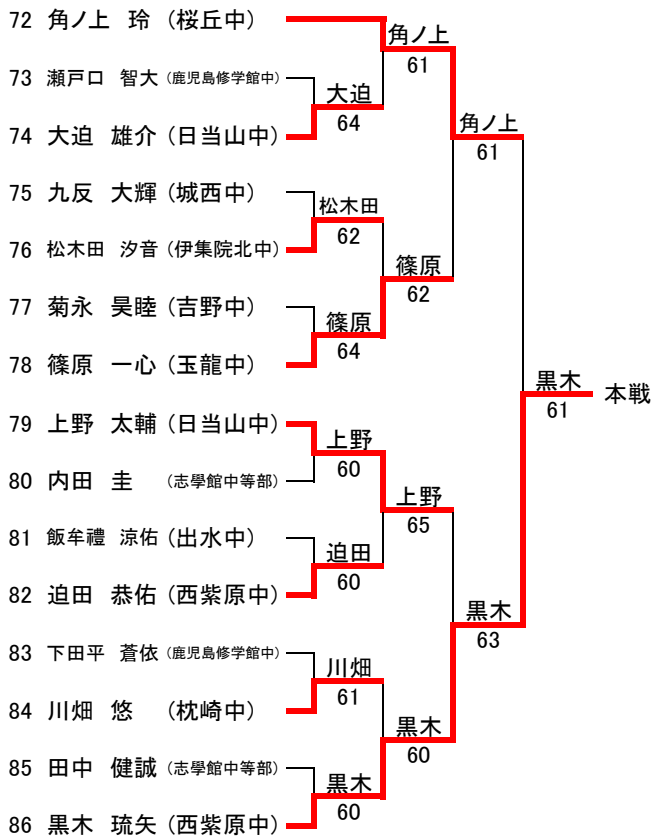 72 角ノ上 玲 (桜丘中)
角ノ上
61
73 瀬戸口 智大 (鹿児島修学館中)
大迫
64
74 大迫 雄介 (日当山中)
角ノ上
61
75 九反 大輝 (城西中)
松木田
62
76 松木田 汐音 (伊集院北中)
篠原
62
77 菊永 昊睦 (吉野中)
篠原
64
78 篠原 一心 (玉龍中)
黒木
61
本戦
79 上野 太輔 (日当山中)
上野
60
80 内田 圭 (志學館中等部)
上野
65
81 飯牟禮 涼佑 (出水中)
迫田
60
82 迫田 恭佑 (西紫原中)
黒木
63
83 下田平 蒼依 (鹿児島修学館中)
川畑
61
84 川畑 悠 (枕崎中)
黒木
60
85 田中 健誠 (志學館中等部)
黒木
60
86 黒木 琉矢 (西紫原中)